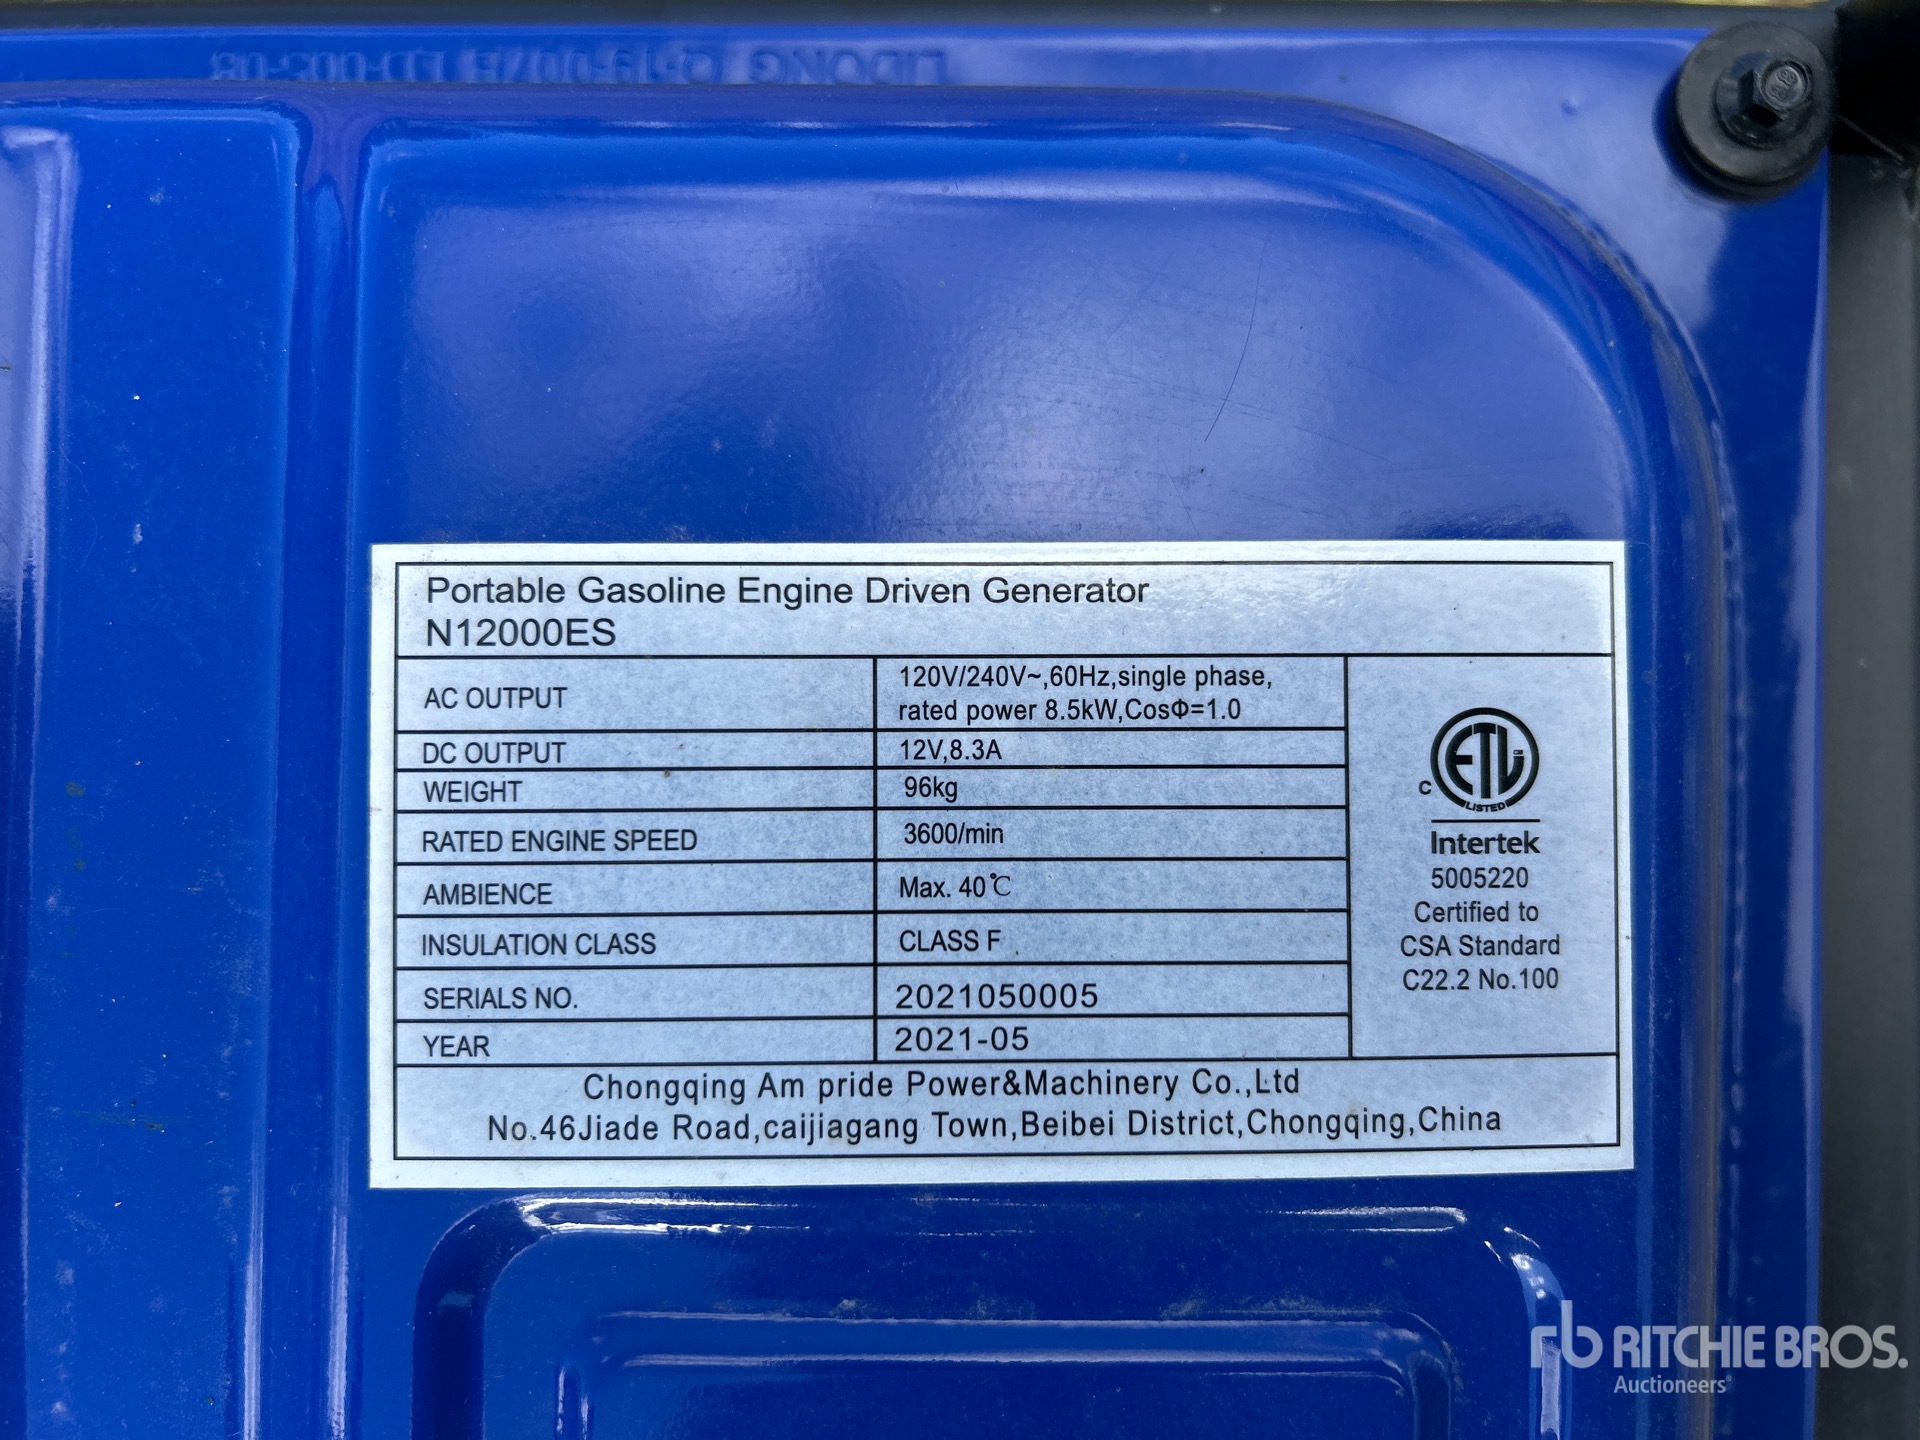 Portable Gasoline Engine Driven Generator
N12000ES
AC OUTPUT
120V/240V~,60Hz,single phase,
rated power 8.5kW,CosΦ=1.0
DC OUTPUT
12V,8.3A
WEIGHT
96kg
RATED ENGINE SPEED
3600/min
AMBIENCE
Max. 40℃
INSULATION CLASS
CLASS F
SERIALS NO.
2021050005
YEAR
2021-05
C
ETL
LISTED
Intertek
5005220
Certified to
CSA Standard
C22.2 No.100
Chongqing Am pride Power&Machinery Co.,Ltd
No.46Jiade Road,caijiagang Town,Beibei District,Chongqing,China
rb RITCHIE BROS.
Auctioneers